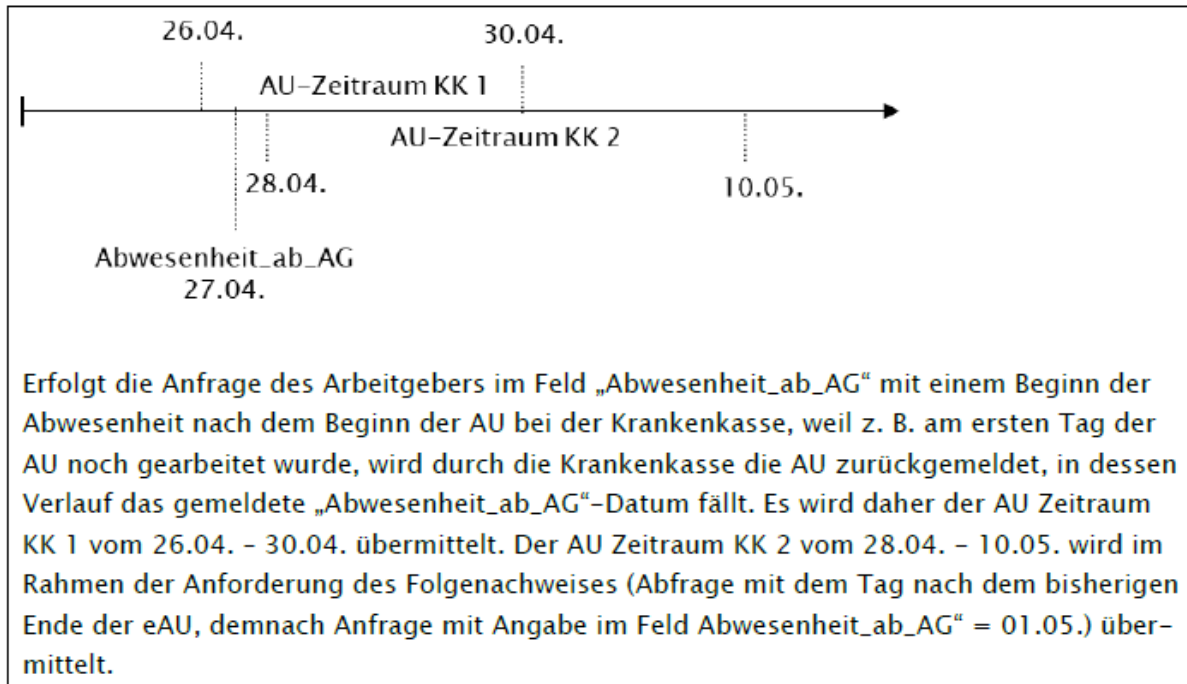 26.04. 30.04.
AU-Zeitraum KK 1
AU-Zeitraum KK 2
28.04. 10.05.
Abwesenheit_ab_AG
27.04.
Erfolgt die Anfrage des Arbeitgebers im Feld „Abwesenheit_ab_AG“ mit einem Beginn der
Abwesenheit nach dem Beginn der AU bei der Krankenkasse, weil z. B. am ersten Tag der
AU noch gearbeitet wurde, wird durch die Krankenkasse die AU zurückgemeldet, in dessen
Verlauf das gemeldete „Abwesenheit_ab_AG“-Datum fällt. Es wird daher der AU Zeitraum
KK 1 vom 26.04. – 30.04. übermittelt. Der AU Zeitraum KK 2 vom 28.04. – 10.05. wird im
Rahmen der Anforderung des Folgenachweises (Abfrage mit dem Tag nach dem bisherigen
Ende der eAU, demnach Anfrage mit Angabe im Feld Abwesenheit_ab_AG“ = 01.05.) über-
mittelt.